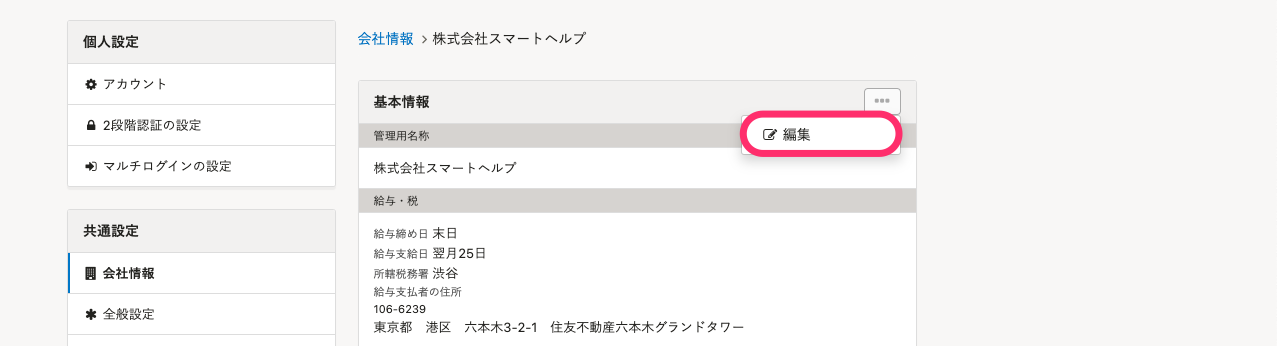 個人設定
アカウント
2段階認証の設定
マルチログインの設定
共通設定
会社情報
全般設定
会社情報 > 株式会社スマートヘルプ
基本情報
編集
管理用名称
株式会社スマートヘルプ
給与・税
給与締め日 末日
給与支給日 翌月25日
所轄税務署 渋谷
給与支払者の住所
106-6239
東京都　港区　六本木3-2-1　住友不動産六本木グランドタワー